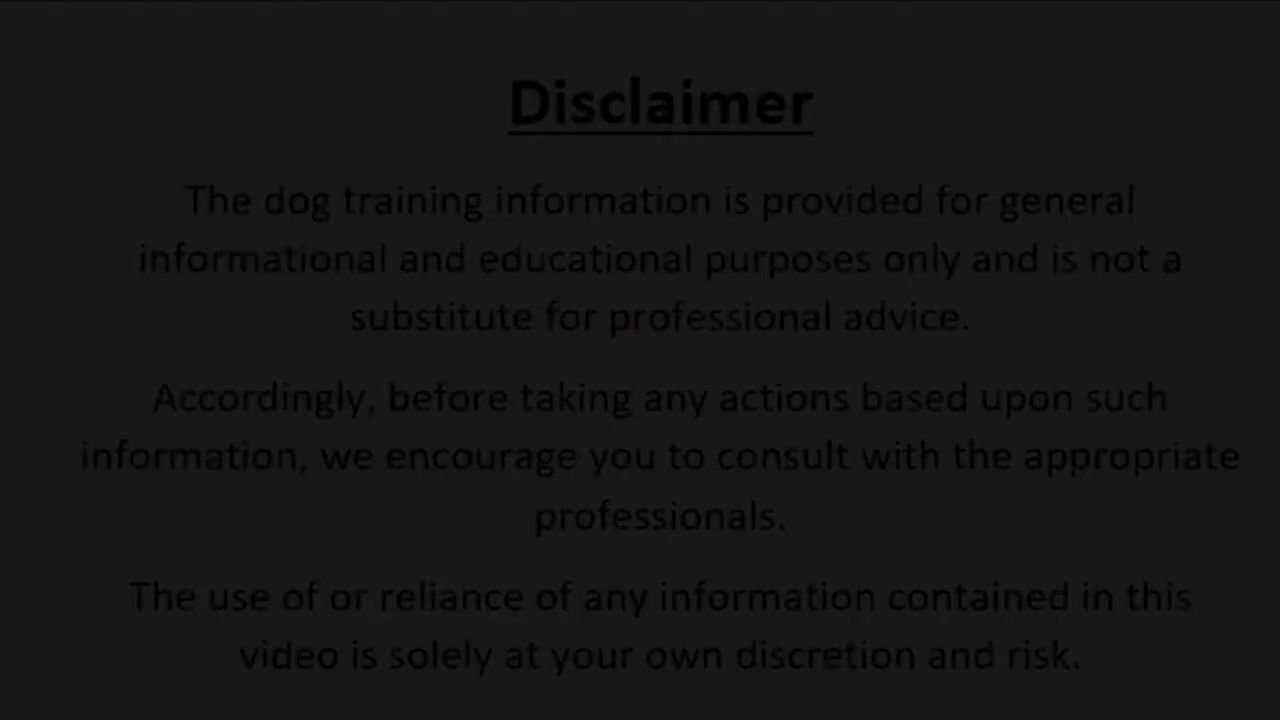 Disclaimer
The dog training information is provided for general
informational and educational purposes only and is not a
substitute for professional advice.
Accordingly, before taking any actions based upon such
information, we encourage you to consult with the appropriate
professionals.
The use of or reliance of any information contained in this
video is solely at your own discretion and risk.